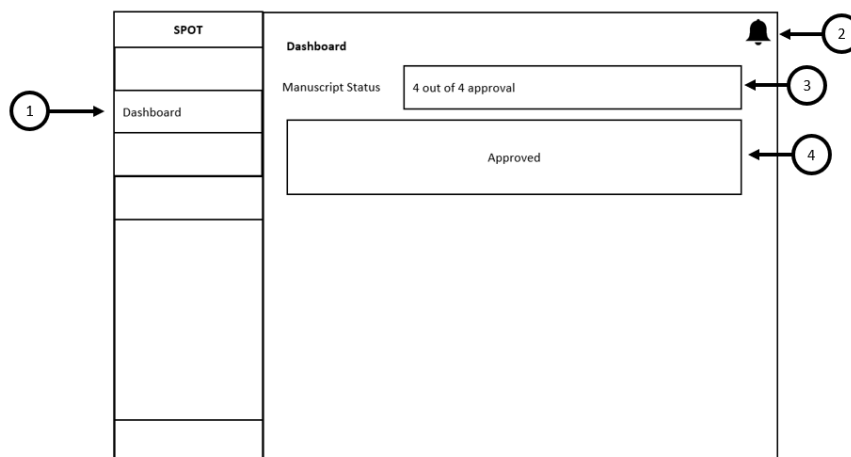 SPOT
Dashboard
2
Manuscript Status
4 out of 4 approval
3
1
Dashboard
Approved
4